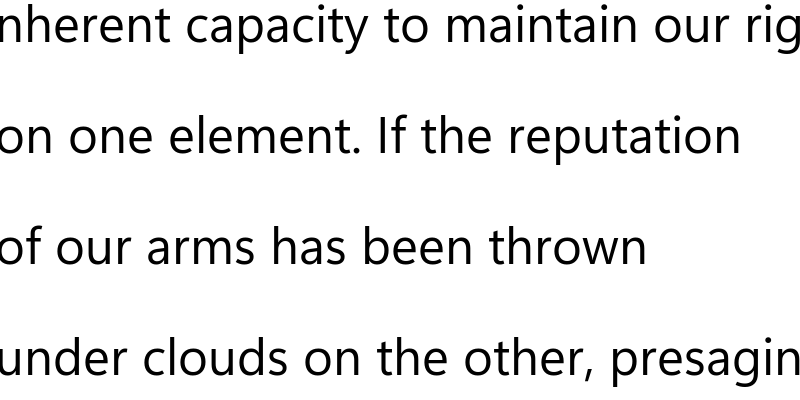 nherent capacity to maintain our rig
on one element. If the reputation
of our arms has been thrown
under clouds on the other, presagin